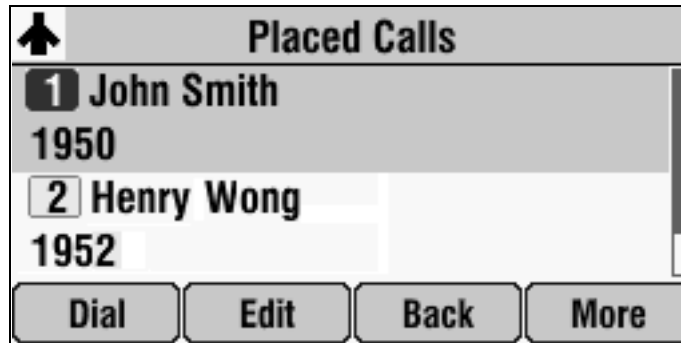 Placed Calls
1 John Smith
1950
2 Henry Wong
1952
Dial Edit Back More